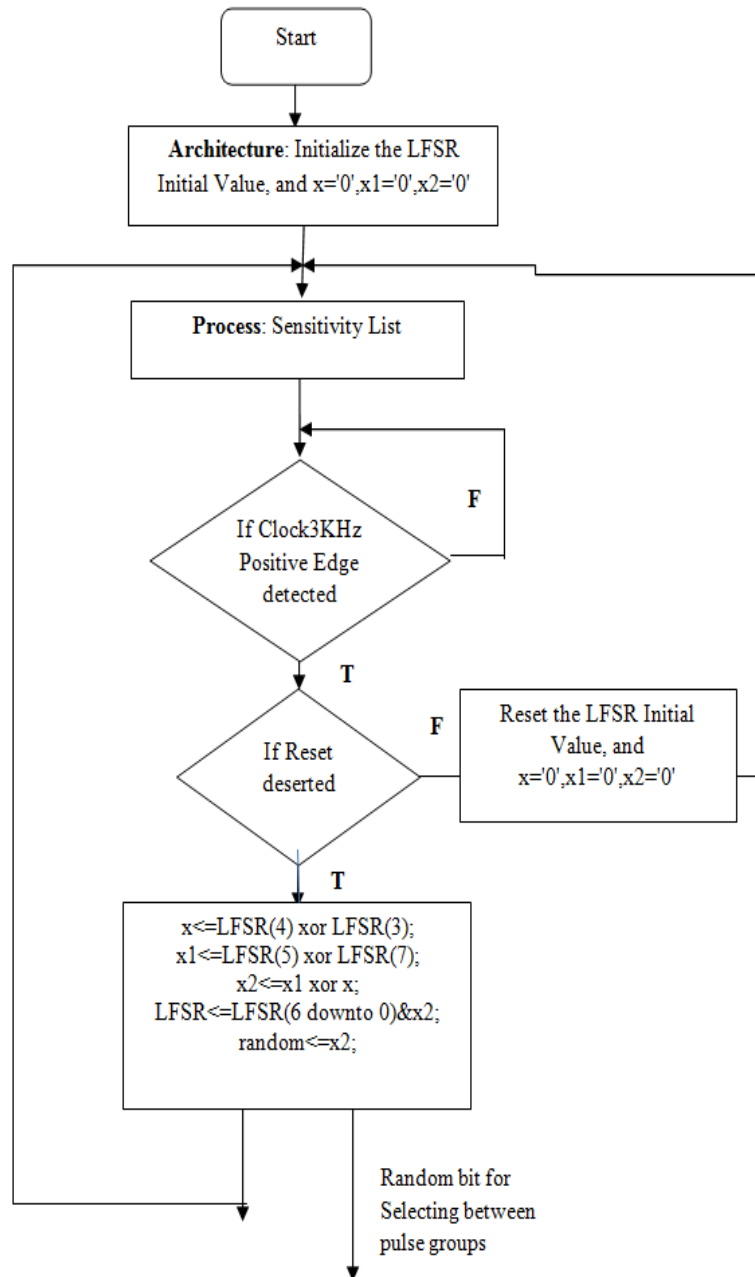 Start
Architecture: Initialize the LFSR
Initial Value, and x='0',x1='0',x2='0'
Process: Sensitivity List
If Clock3KHz
Positive Edge
detected
F
T
If Reset
deserted
F
Reset the LFSR Initial
Value, and
x='0',x1='0',x2='0'
T
x<=LFSR(4) xor LFSR(3);
x1<=LFSR(5) xor LFSR(7);
x2<=x1 xor x;
LFSR<=LFSR(6 downto 0)&x2;
random<=x2;
Random bit for
Selecting between
pulse groups